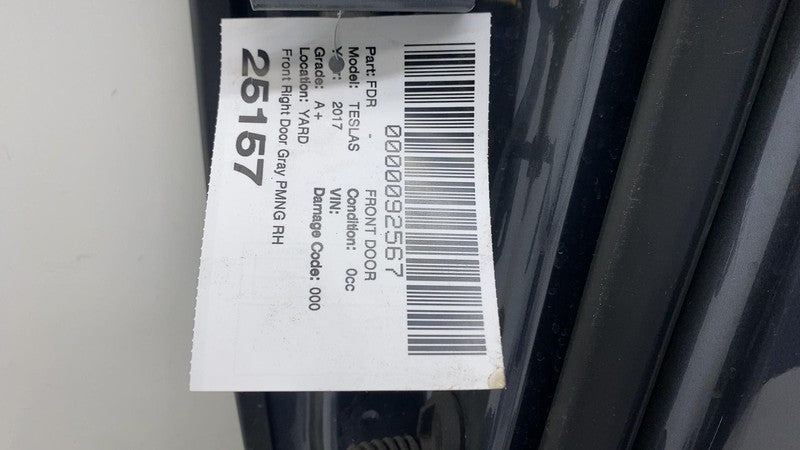 0000092567
Part: FDR - FRONT DOOR
Model: TESLAS Condition: 0cc
2017 VIN:
Grade: A+
Location: YARD Damage Code: 000
Front Right Door Gray PMNG RH
25157